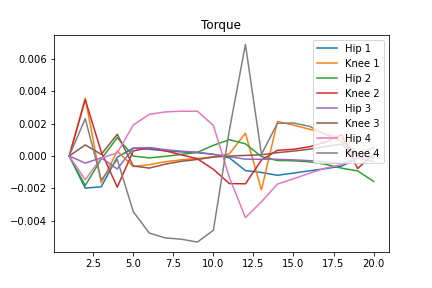 Torque
0.006
0.004
0.002
0.000
−0.002
−0.004
2.5 5.0 7.5 10.0 12.5 15.0 17.5 20.0
Hip 1
Knee 1
Hip 2
Knee 2
Hip 3
Knee 3
Hip 4
Knee 4